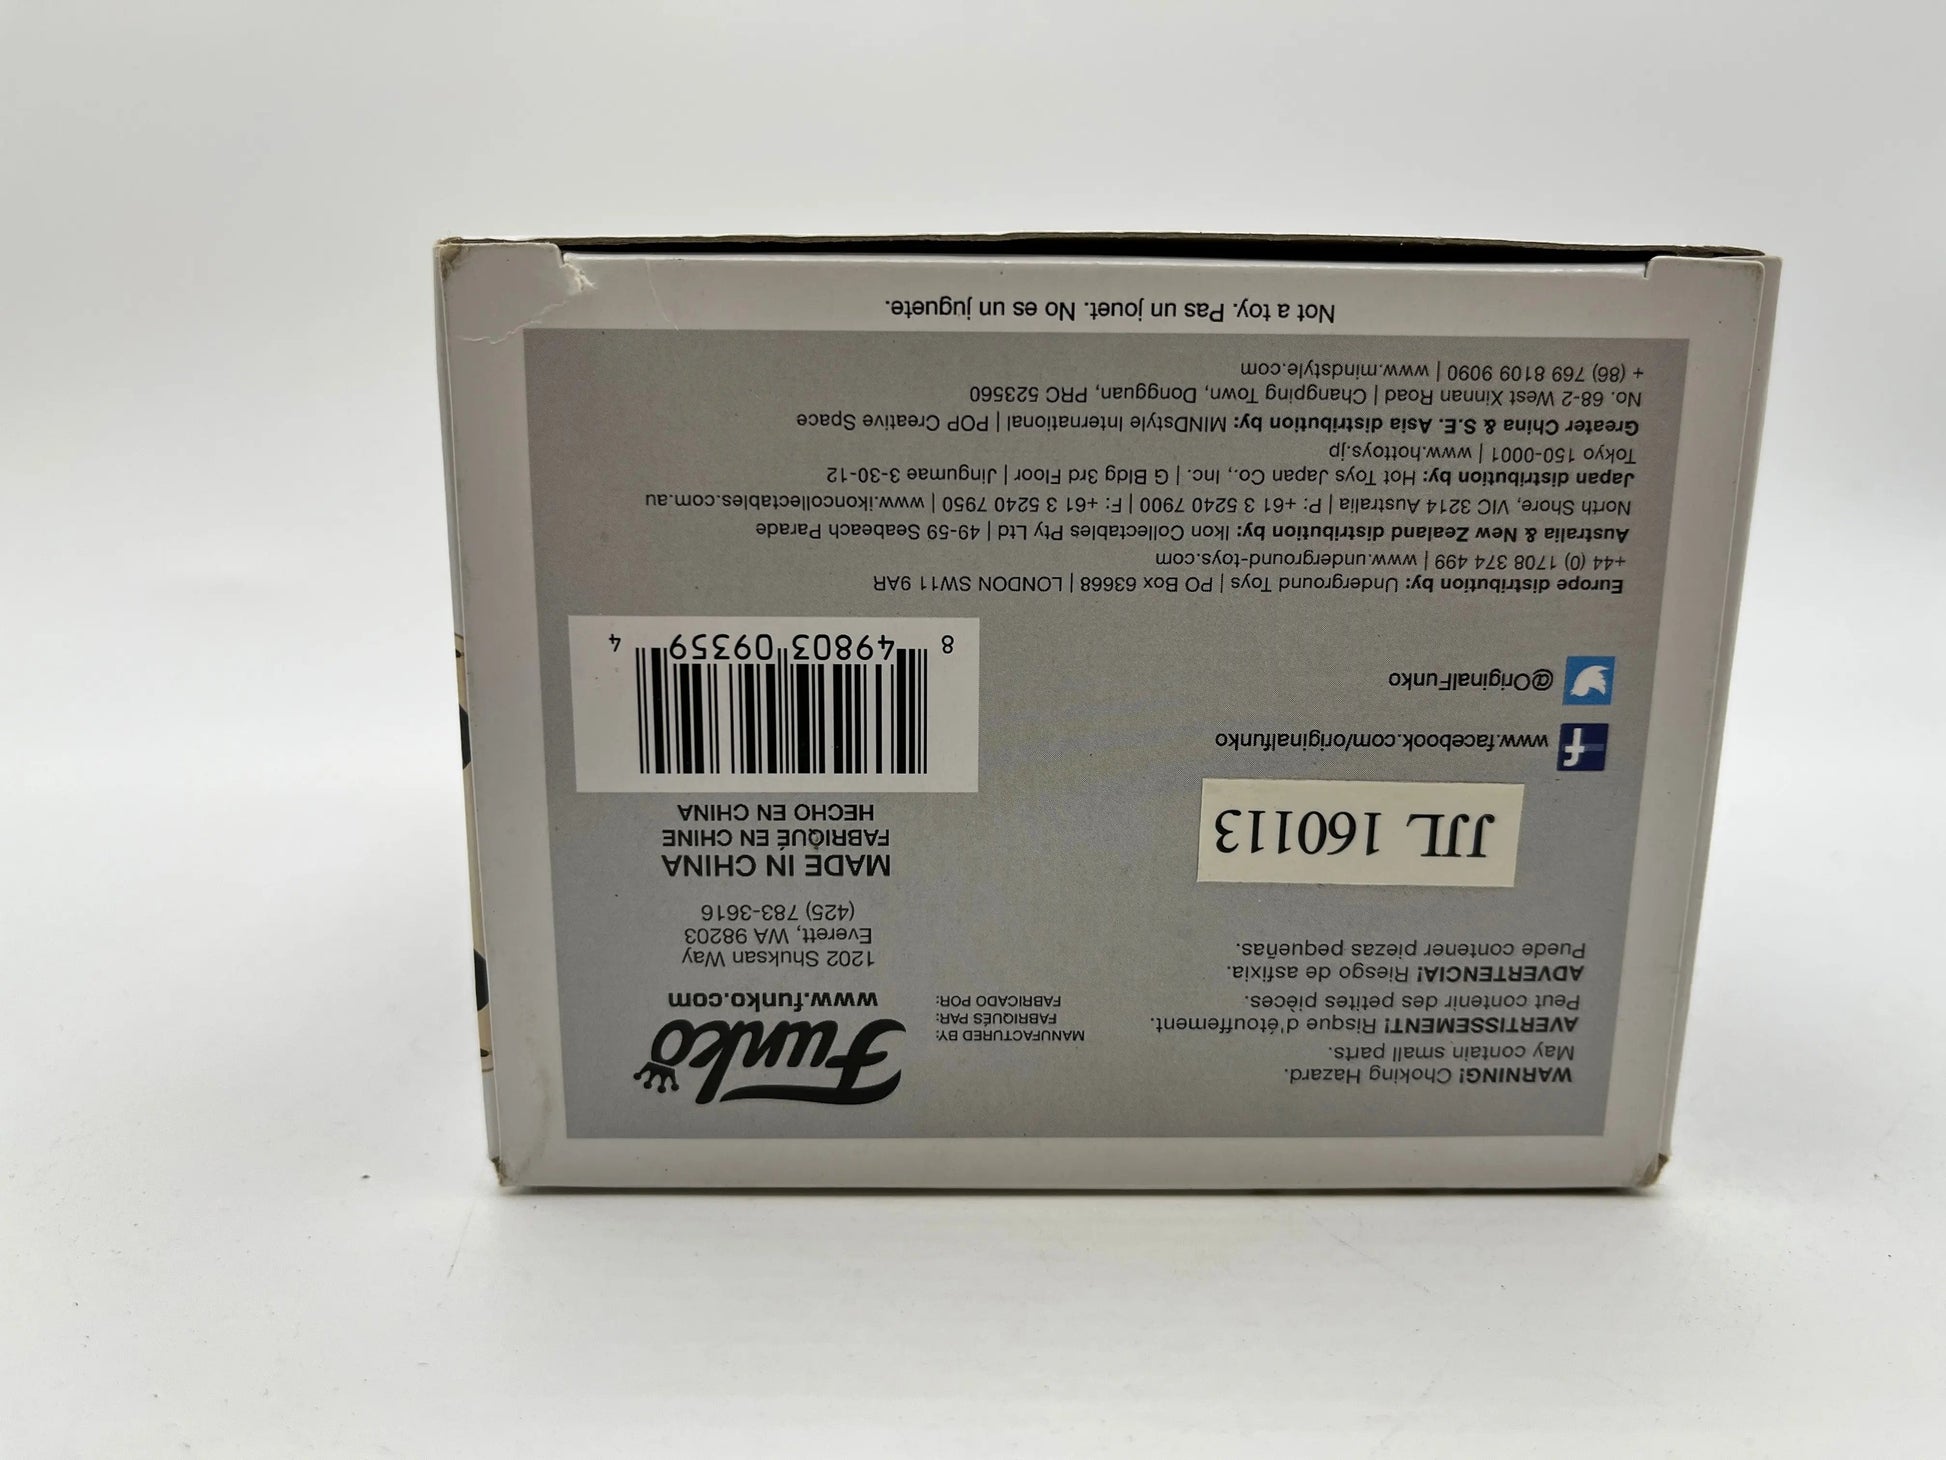 WARNING! Choking Hazard.
May contain small parts.
AVERTISSEMENT! Risque d'étouffement.
Peut contenir des petites pièces.
ADVERTENCIA! Riesgo de asfixia.
Puede contener piezas pequeñas.
MANUFACTURED BY:
FABRIQUÉS PAR:
FABRICADO POR:
Funko
www.funko.com
1202 Shuksan Way
Everett, WA 98203
(425) 783-3616
MADE IN CHINA
FABRIQUÉ EN CHINE
HECHO EN CHINA
JJL 160113
www.facebook.com/originalfunko
@OriginalFunko
8 49803 09359 4
Europe distribution by: Underground Toys | PO Box 63668 | LONDON SW11 9AR
+44 (0) 1708 374 499 | www.underground-toys.com
Australia & New Zealand distribution by: Ikon Collectables Pty Ltd | 49-59 Seabeach Parade
North Shore, VIC 3214 Australia | P: +61 3 5240 7900 | F: +61 3 5240 7950 | www.ikoncollectables.com.au
Japan distribution by: Hot Toys Japan Co., Inc. | G Bldg 3rd Floor | Jingumae 3-30-12
Tokyo 150-0001 | www.hottoys.jp
Greater China & S.E. Asia distribution by: MINDstyle International | POP Creative Space
No. 68-2 West Xinnan Road | Changping Town, Dongguan, PRC 523560
+ (86) 769 8109 9090 | www.mindstyle.com
Not a toy. Pas un jouet. No es un juguete.